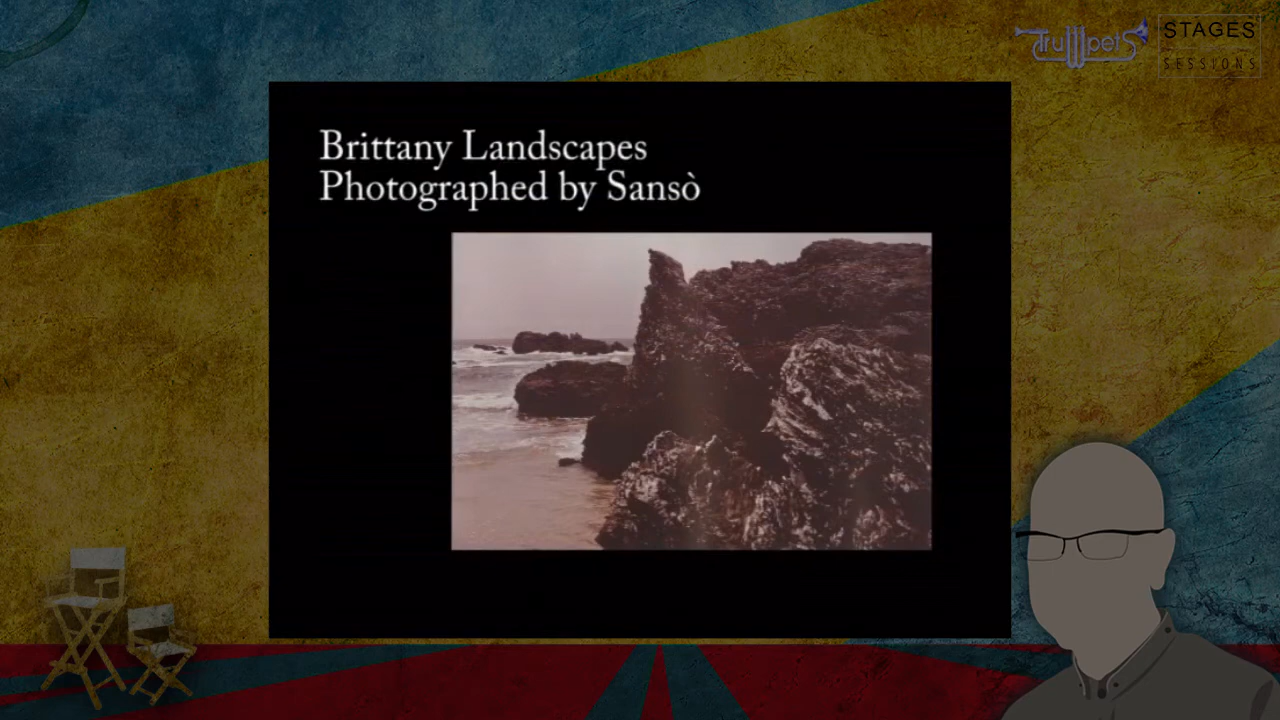 Trumpets
STAGES
SESSIONS
Brittany Landscapes
Photographed by Sansò